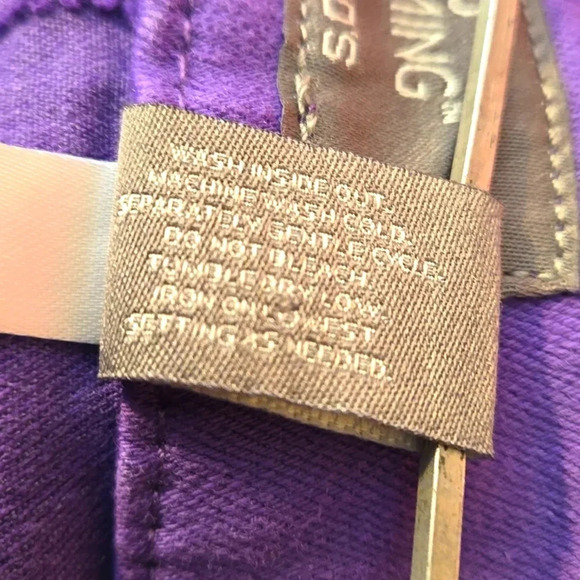 MING™
WASH INSIDE OUT.
MACHINE WASH COLD.
SEPARATELY GENTLE CYCLE.
DO NOT BLEACH.
TUMBLE DRY LOW.
IRON ON LOWEST
SETTING AS NEEDED.